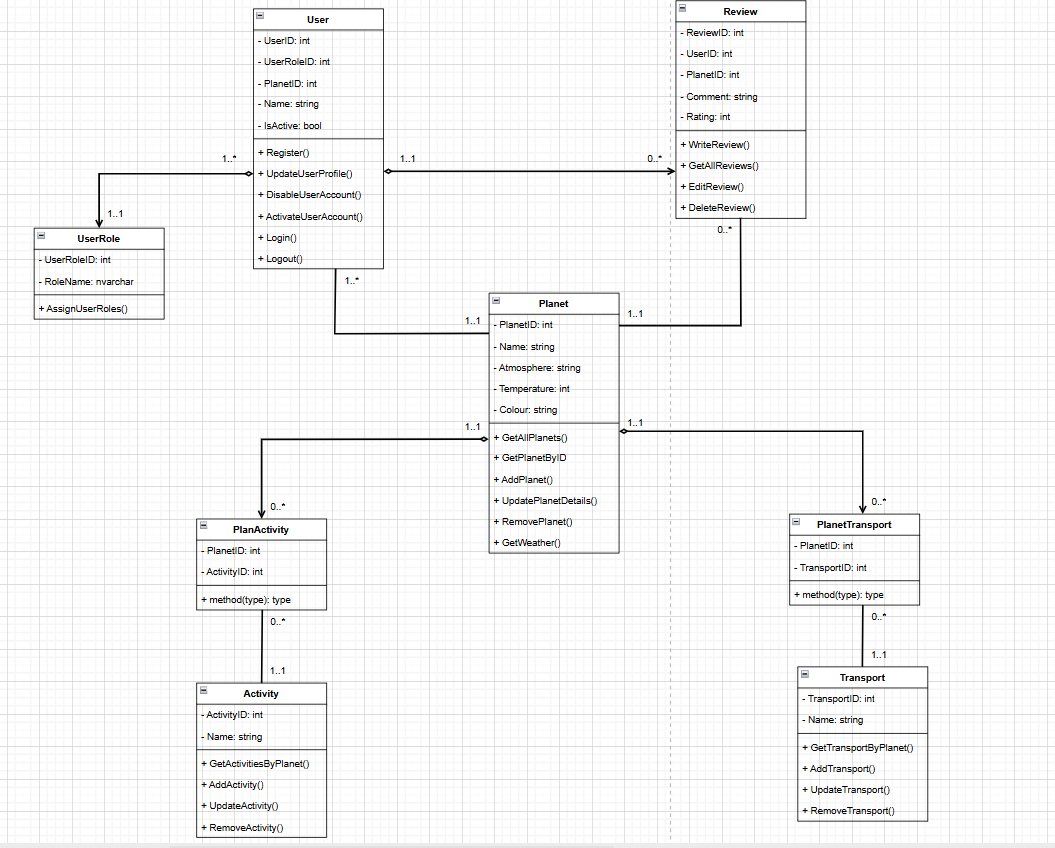 User
- UserID: int
- UserRoleID: int
- PlanetID: int
- Name: string
- IsActive: bool
+ Register()
+ UpdateUserProfile()
+ DisableUserAccount()
+ ActivateUserAccount()
+ Login()
+ Logout()
Review
- ReviewID: int
- UserID: int
- PlanetID: int
- Comment: string
- Rating: int
+ WriteReview()
+ GetAllReviews()
+ EditReview()
+ DeleteReview()
1..*
1..1
0..*
1..1
UserRole
- UserRoleID: int
- RoleName: nvarchar
+ AssignUserRoles()
0..*
1..*
1..1
1..1
Planet
- PlanetID: int
- Name: string
- Atmosphere: string
- Temperature: int
- Colour: string
+ GetAllPlanets()
+ GetPlanetByID
+ AddPlanet()
+ UpdatePlanetDetails()
+ RemovePlanet()
+ GetWeather()
1..1
1..1
0..*
0..*
PlanActivity
- PlanetID: int
- ActivityID: int
+ method(type): type
PlanetTransport
- PlanetID: int
- TransportID: int
+ method(type): type
0..*
1..1
0..*
1..1
Activity
- ActivityID: int
- Name: string
+ GetActivitiesByPlanet()
+ AddActivity()
+ UpdateActivity()
+ RemoveActivity()
Transport
- TransportID: int
- Name: string
+ GetTransportByPlanet()
+ AddTransport()
+ UpdateTransport()
+ RemoveTransport()